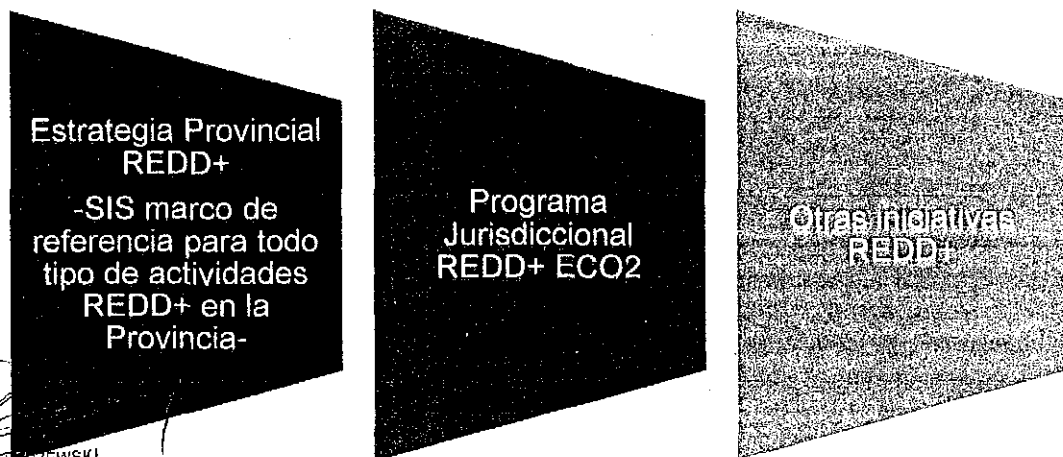 Estrategia Provincial
REDD+
-SIS marco de
referencia para todo
tipo de actividades
REDD+ en la
Provincia-
Programa
Jurisdiccional
REDD+ ECO2
Otras iniciativas
REDD+